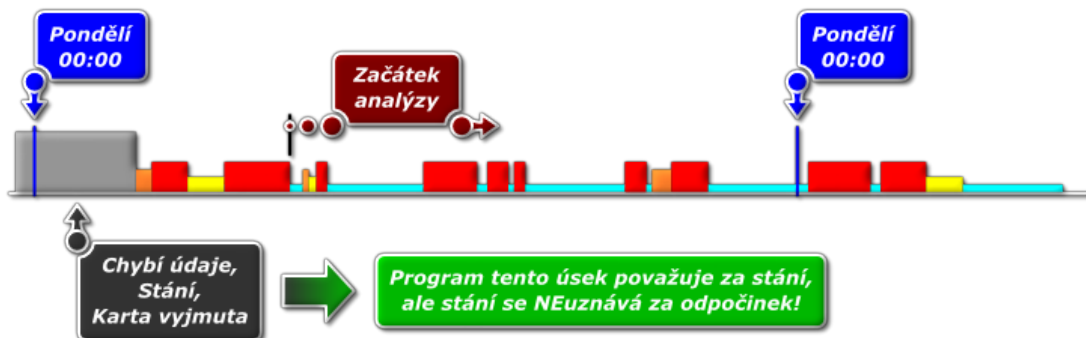 Pondělí
00:00
Začátek
analýzy
Pondělí
00:00
Chybí údaje,
Stání,
Karta vyjmuta
Program tento úsek považuje za stání,
ale stání se NEuznává za odpočinek!